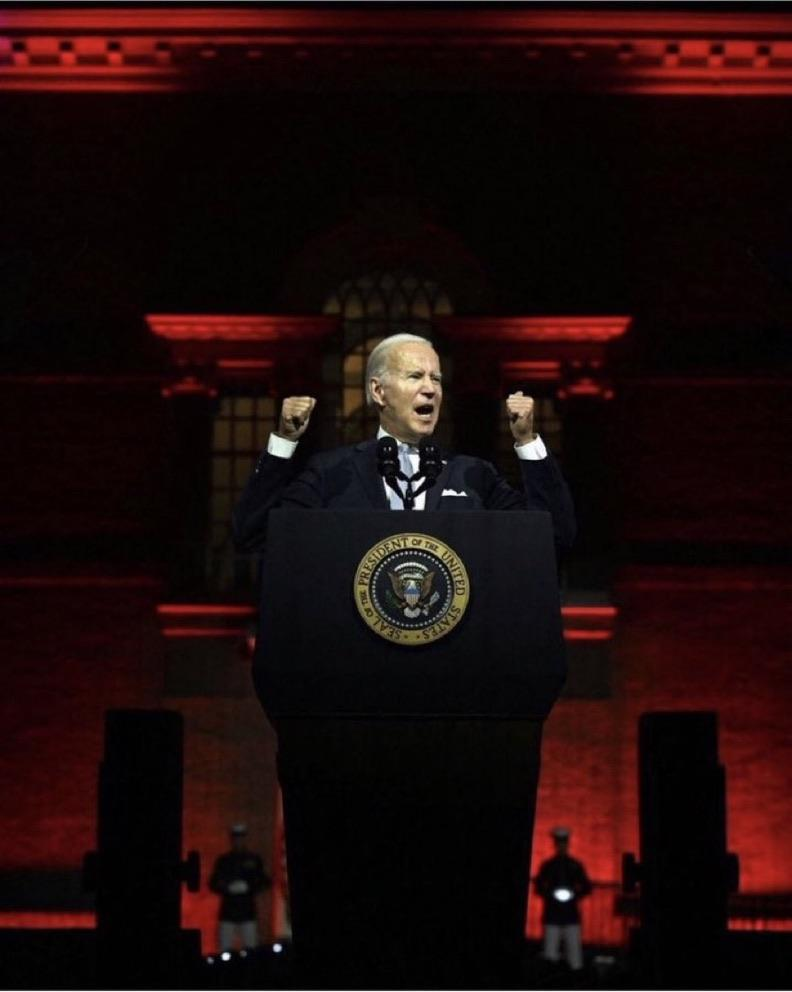 SEAL OF THE PRESIDENT OF THE UNITED STATES